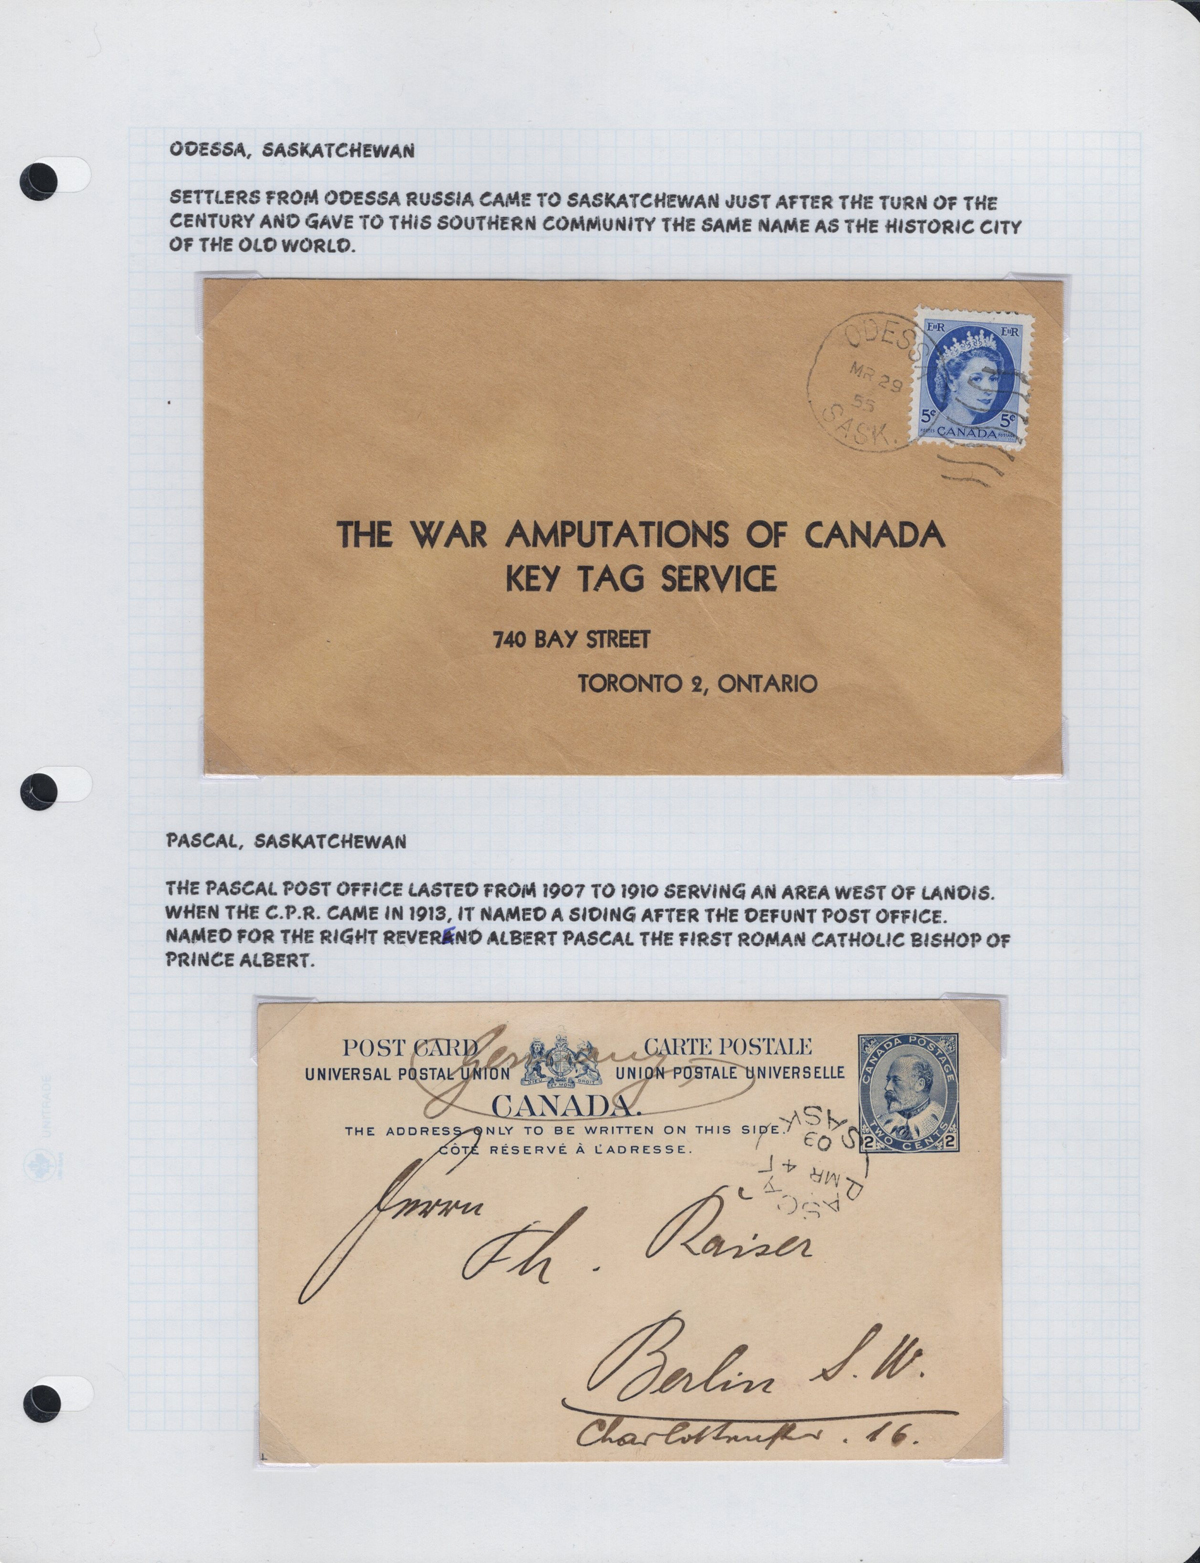 ODESSA, SASKATCHEWAN
SETTLERS FROM ODESSA RUSSIA CAME TO SASKATCHEWAN JUST AFTER THE TURN OF THE
CENTURY AND GAVE TO THIS SOUTHERN COMMUNITY THE SAME NAME AS THE HISTORIC CITY
OF THE OLD WORLD.
ODESSA
MR 29
55
SASK.
EIIR EIIR
5¢ 5¢
CANADA
THE WAR AMPUTATIONS OF CANADA
KEY TAG SERVICE
740 BAY STREET
TORONTO 2, ONTARIO
PASCAL, SASKATCHEWAN
THE PASCAL POST OFFICE LASTED FROM 1907 TO 1910 SERVING AN AREA WEST OF LANDIS.
WHEN THE C.P.R. CAME IN 1913, IT NAMED A SIDING AFTER THE DEFUNT POST OFFICE.
NAMED FOR THE RIGHT REVEREND ALBERT PASCAL THE FIRST ROMAN CATHOLIC BISHOP OF
PRINCE ALBERT.
Germany
POST CARD CARTE POSTALE
UNIVERSAL POSTAL UNION UNION POSTALE UNIVERSELLE
CANADA.
THE ADDRESS ONLY TO BE WRITTEN ON THIS SIDE.
CÔTÉ RÉSERVÉ À L'ADRESSE.
CANADA POSTAGE
TWO CENTS
2 2
PASCAL
MR 4
SASK
Herrn
Th. Kaiser
Berlin S.W.
16.
UNITRADE